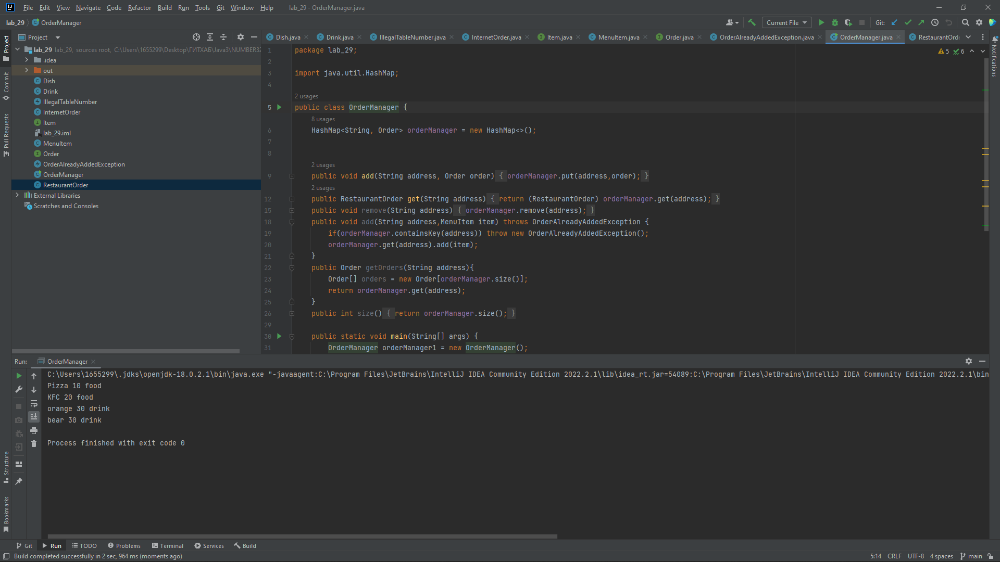 File Edit View Navigate Code Refactor Build Run Tools Git Window Help lab_29 - OrderManager.java
lab_29 OrderManager Current File Git:
Project
Dish.java Drink.java IllegalTableNumber.java InternetOrder.java Item.java MenuItem.java Order.java OrderAlreadyAddedException.java OrderManager.java RestaurantOrd
Project
Commit
Pull Requests
Structure
Bookmarks
Notifications
lab_29 lab_29, sources root, C:\Users\1655299\Desktop\ГИТХАБ\Java3\NUMBER32
.idea
out
Dish
Drink
IllegalTableNumber
InternetOrder
Item
lab_29.iml
MenuItem
Order
OrderAlreadyAddedException
OrderManager
RestaurantOrder
External Libraries
Scratches and Consoles
5 6
1 package lab_29;
2
3 import java.util.HashMap;
4
2 usages
5 public class OrderManager {
8 usages
6 HashMap<String, Order> orderManager = new HashMap<>();
7
8
2 usages
9 public void add(String address, Order order) { orderManager.put(address,order); }
2 usages
12 public RestaurantOrder get(String address) { return (RestaurantOrder) orderManager.get(address); }
15 public void remove(String address) { orderManager.remove(address); }
18 public void add(String address,MenuItem item) throws OrderAlreadyAddedException {
19 if(orderManager.containsKey(address)) throw new OrderAlreadyAddedException();
20 orderManager.get(address).add(item);
21 }
22 public Order getOrders(String address){
23 Order[] orders = new Order[orderManager.size()];
24 return orderManager.get(address);
25 }
26 public int size() { return orderManager.size(); }
29
30 public static void main(String[] args) {
31 OrderManager orderManager1 = new OrderManager();
Run: OrderManager
C:\Users\1655299\.jdks\openjdk-18.0.2.1\bin\java.exe "-javaagent:C:\Program Files\JetBrains\IntelliJ IDEA Community Edition 2022.2.1\lib\idea_rt.jar=54089:C:\Program Files\JetBrains\IntelliJ IDEA Community Edition 2022.2.1\bin
Pizza 10 food
KFC 20 food
orange 30 drink
bear 30 drink
Process finished with exit code 0
Git Run TODO Problems Terminal Services Build
Build completed successfully in 2 sec, 964 ms (moments ago) 5:14 CRLF UTF-8 4 spaces main